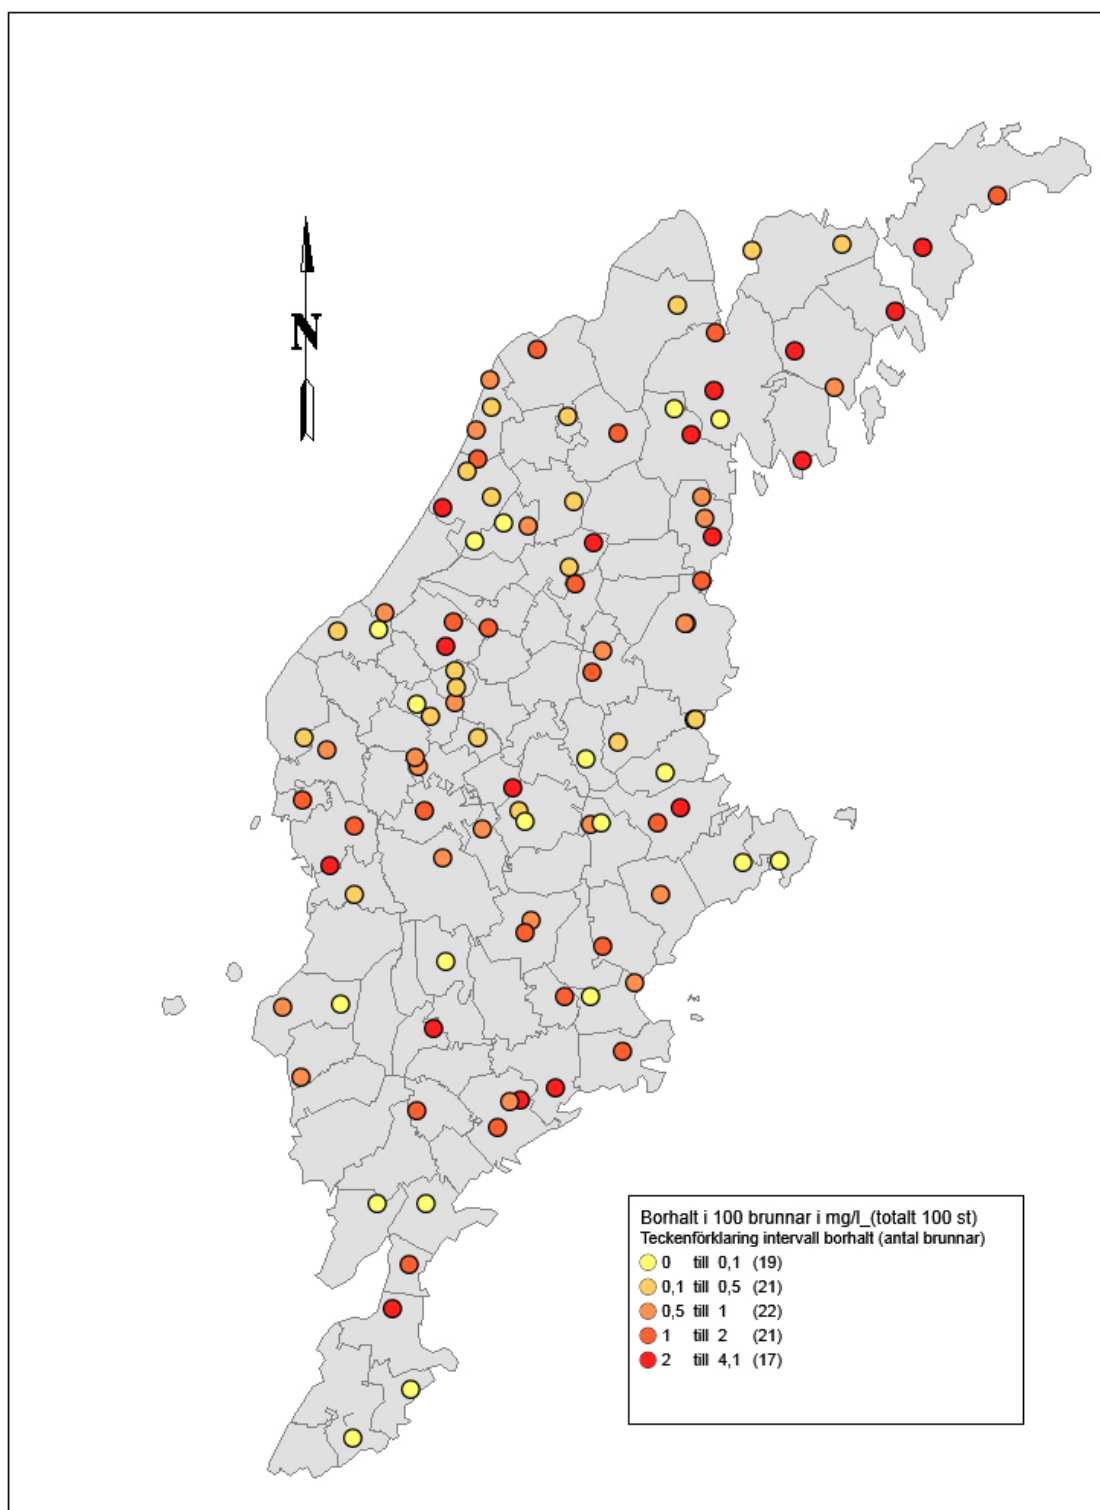 N
Borhalt i 100 brunnar i mg/l_(totalt 100 st)
Teckenförklaring intervall borhalt (antal brunnar)
0 till 0,1 (19)
0,1 till 0,5 (21)
0,5 till 1 (22)
1 till 2 (21)
2 till 4,1 (17)